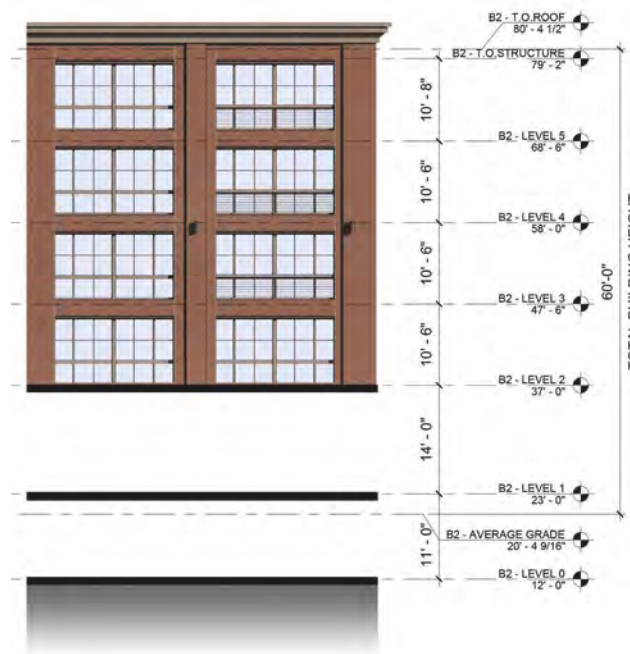 B2 - T.O.ROOF
80' - 4 1/2"
B2 - T.O.STRUCTURE
79' - 2"
10' - 8"
B2 - LEVEL 5
68' - 6"
10' - 6"
B2 - LEVEL 4
58' - 0"
10' - 6"
B2 - LEVEL 3
47' - 6"
60'-0"
TOTAL BUILDING HEIGHT
10' - 6"
B2 - LEVEL 2
37' - 0"
14' - 0"
B2 - LEVEL 1
23' - 0"
11' - 0"
B2 - AVERAGE GRADE
20' - 4 9/16"
B2 - LEVEL 0
12' - 0"